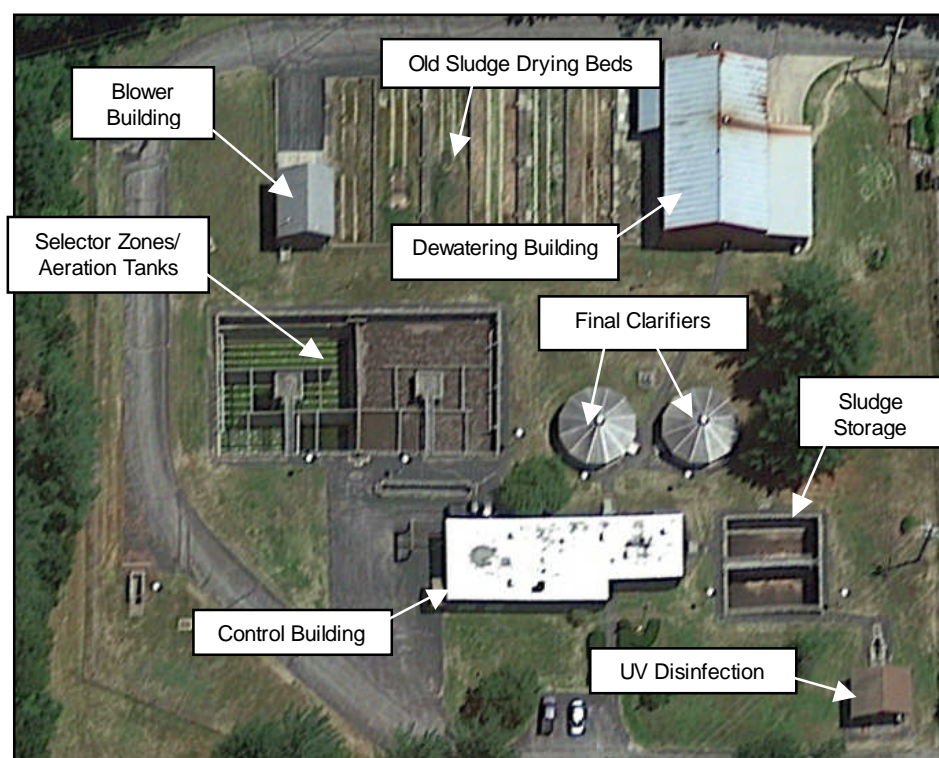 Old Sludge Drying Beds
Blower
Building
Selector Zones/
Aeration Tanks
Dewatering Building
Final Clarifiers
Sludge
Storage
Control Building
UV Disinfection